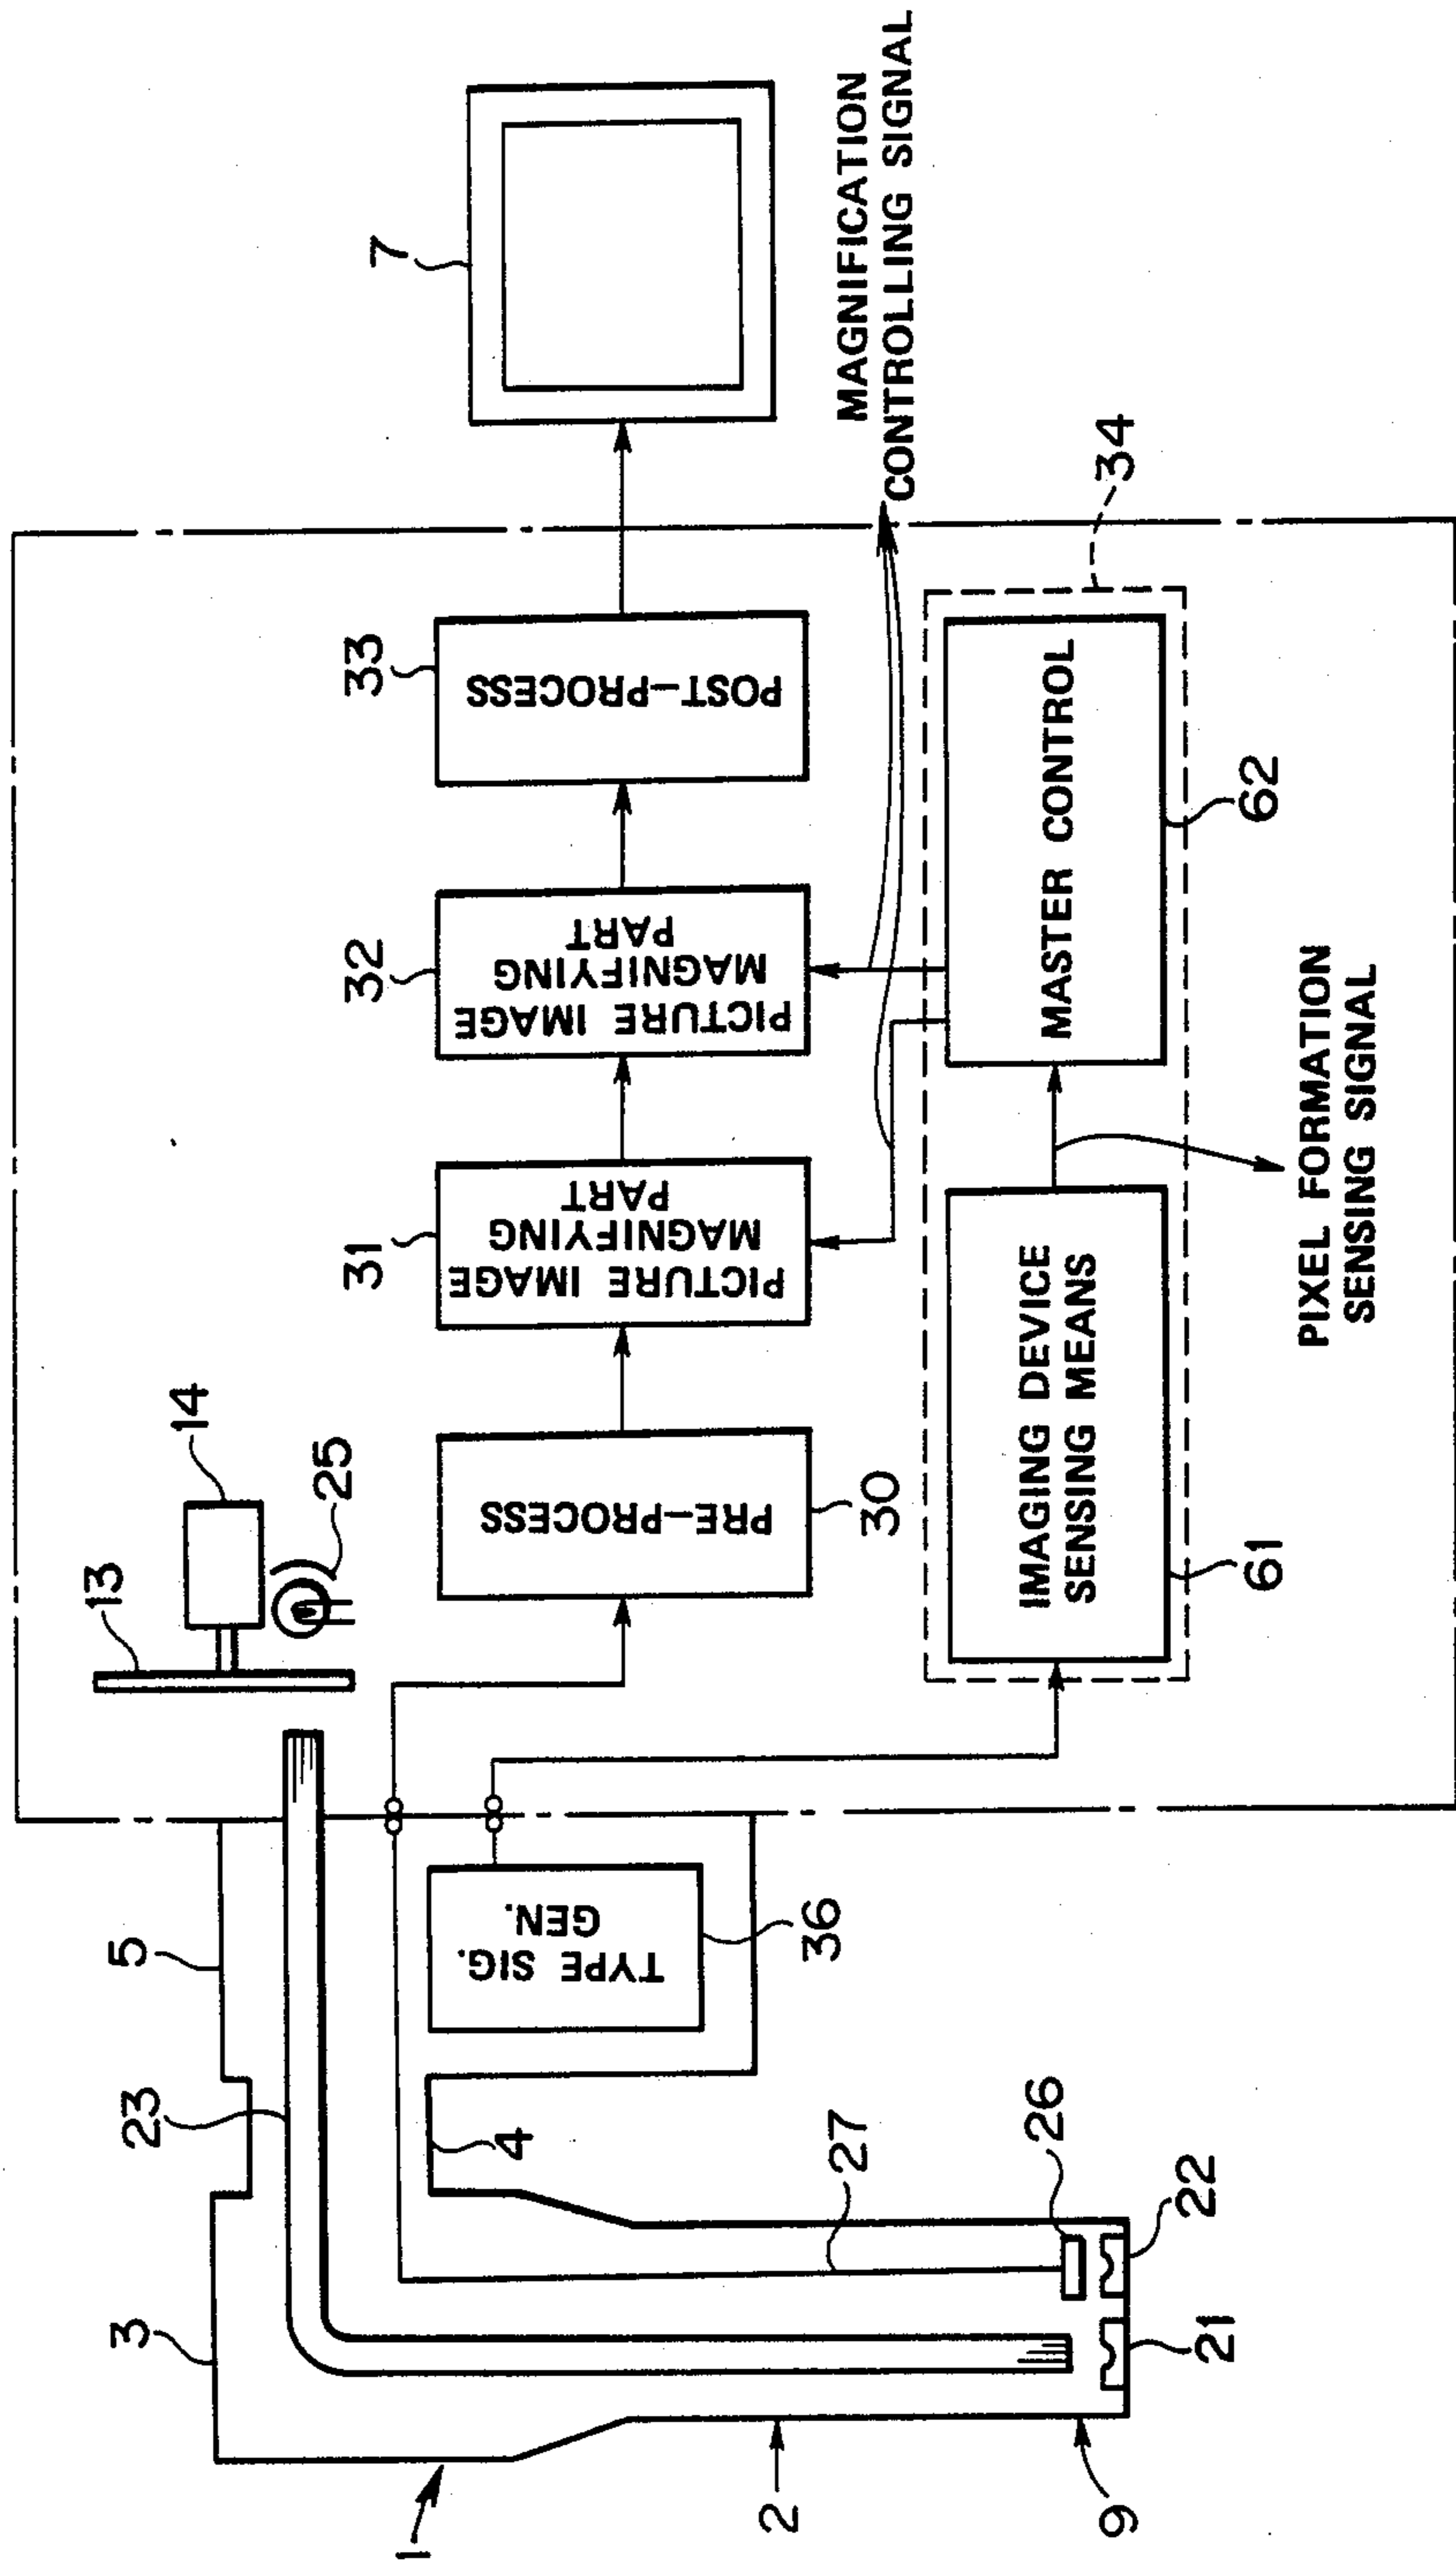 1
2
3
4
5
9
21
22
23
26
27
TYPE SIG.
GEN.
36
13
14
25
PRE-PROCESS
30
31
PICTURE IMAGE
MAGNIFYING
PART
32
PICTURE IMAGE
MAGNIFYING
PART
33
POST-PROCESS
7
MAGNIFICATION
CONTROLLING SIGNAL
34
IMAGING DEVICE
SENSING MEANS
61
MASTER CONTROL
62
PIXEL FORMATION
SENSING SIGNAL